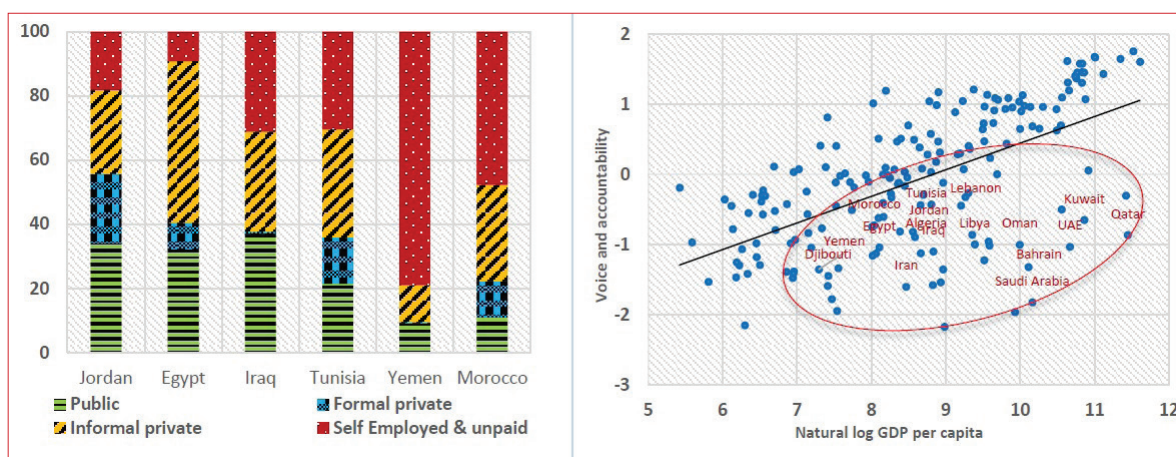 100
80
60
40
20
0
Jordan Egypt Iraq Tunisia Yemen Morocco
Public Formal private
Informal private Self Employed & unpaid
2
1
0
-1
-2
-3
Voice and accountability
Tunisia Lebanon
Morocco Jordan Kuwait
Egypt Algeria Libya Oman UAE Qatar
Iraq
Yemen
Djibouti Iran Bahrain
Saudi Arabia
5 6 7 8 9 10 11 12
Natural log GDP per capita